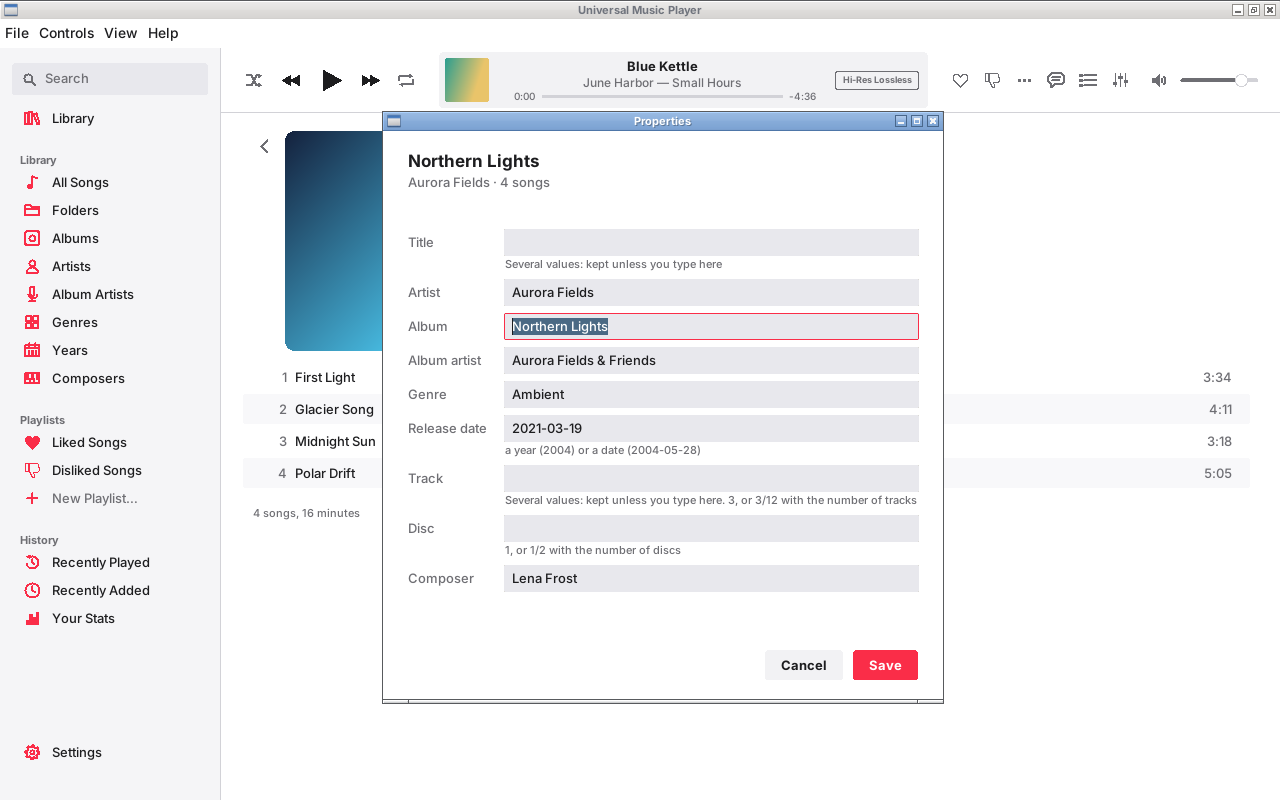 Universal Music Player
File Controls View Help
Search
Blue Kettle
June Harbor — Small Hours
0:00
-4:36
Hi-Res Lossless
Library
Library
All Songs
Folders
Albums
Artists
Album Artists
Genres
Years
Composers
Playlists
Liked Songs
Disliked Songs
New Playlist...
History
Recently Played
Recently Added
Your Stats
Settings
1 First Light 3:34
2 Glacier Song 4:11
3 Midnight Sun 3:18
4 Polar Drift 5:05
4 songs, 16 minutes
Properties
Northern Lights
Aurora Fields · 4 songs
Title
Several values: kept unless you type here
Artist Aurora Fields
Album Northern Lights
Album artist Aurora Fields & Friends
Genre Ambient
Release date 2021-03-19
a year (2004) or a date (2004-05-28)
Track
Several values: kept unless you type here. 3, or 3/12 with the number of tracks
Disc
1, or 1/2 with the number of discs
Composer Lena Frost
Cancel Save